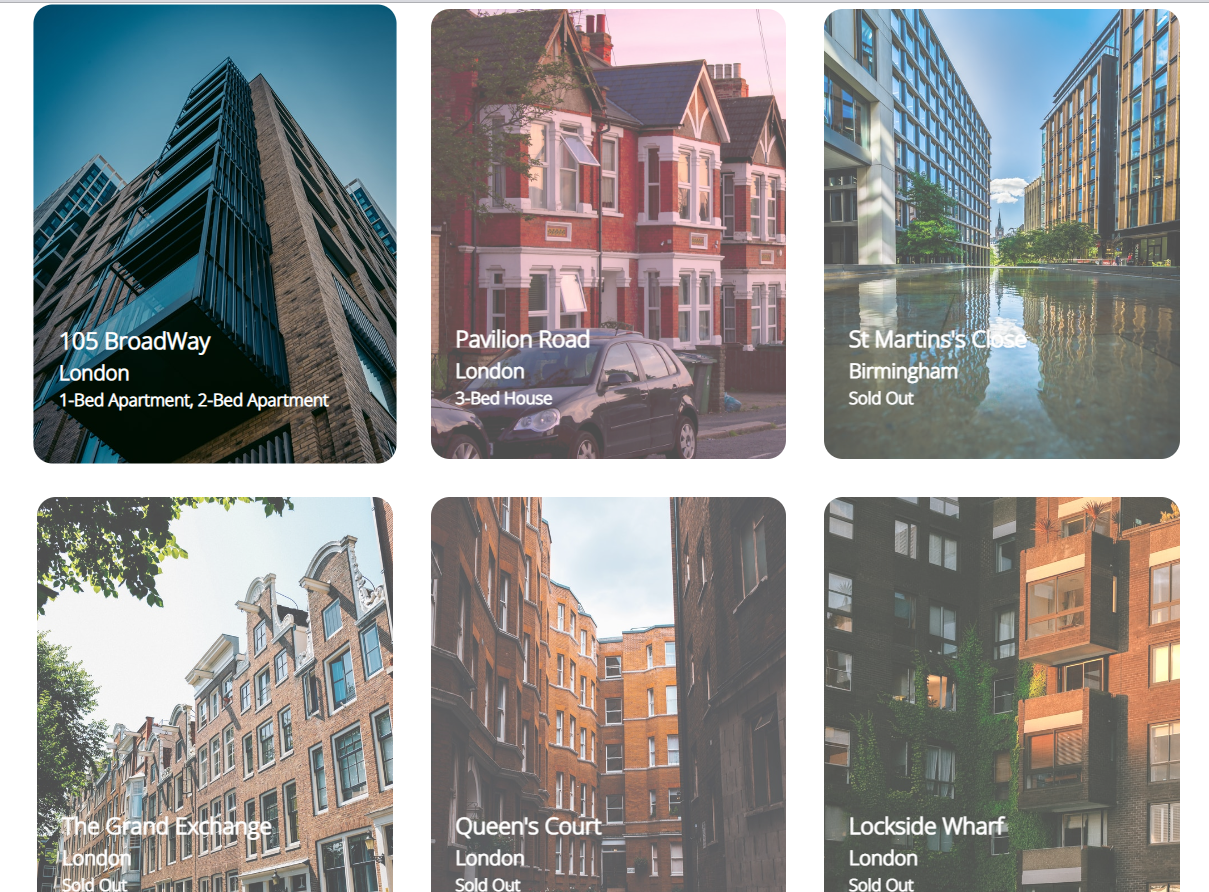 105 BroadWay
London
1-Bed Apartment, 2-Bed Apartment
Pavilion Road
London
3-Bed House
St Martins's Close
Birmingham
Sold Out
The Grand Exchange
London
Sold Out
Queen's Court
London
Sold Out
Lockside Wharf
London
Sold Out